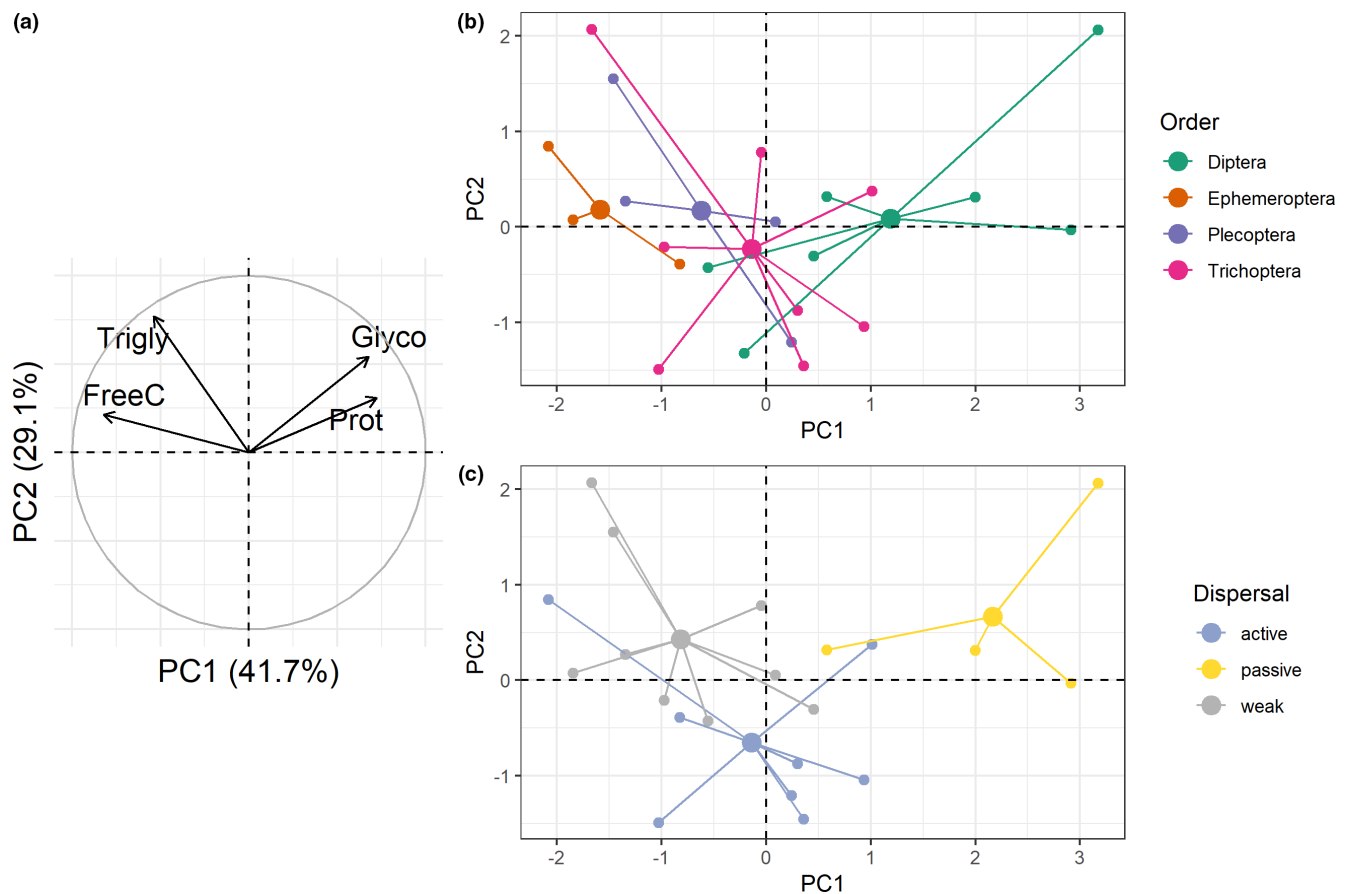 (a)
Trigly
Glyco
FreeC
Prot
PC2 (29.1%)
PC1 (41.7%)
(b)
2
1
0
-1
PC2
-2 -1 0 1 2 3
PC1
Order
Diptera
Ephemeroptera
Plecoptera
Trichoptera
(c)
2
1
0
-1
PC2
-2 -1 0 1 2 3
PC1
Dispersal
active
passive
weak